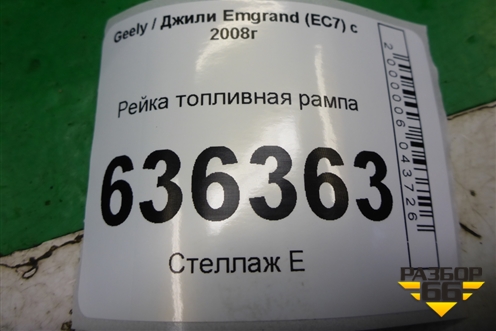 Geely / Джили Emgrand (EC7) с
2008г
Рейка топливная рампа
636363
Стеллаж Е
2000006043726
РАЗБОР
66